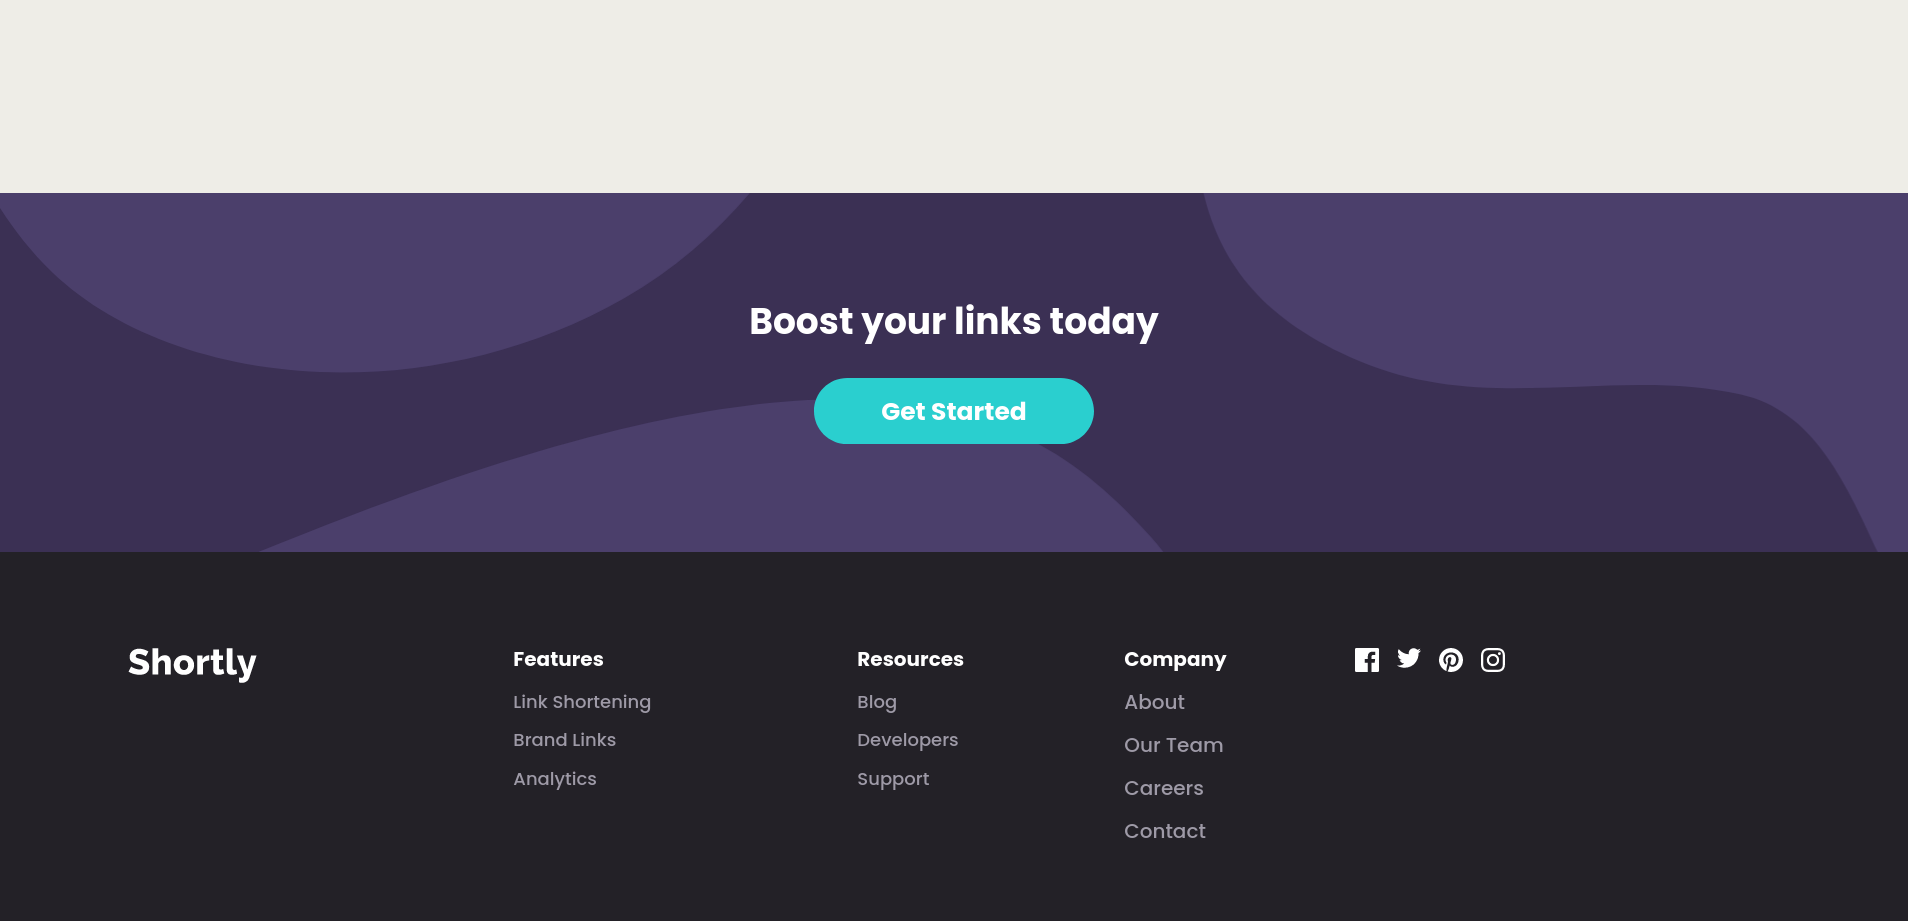 Boost your links today
Get Started
Shortly
Features
Link Shortening
Brand Links
Analytics
Resources
Blog
Developers
Support
Company
About
Our Team
Careers
Contact